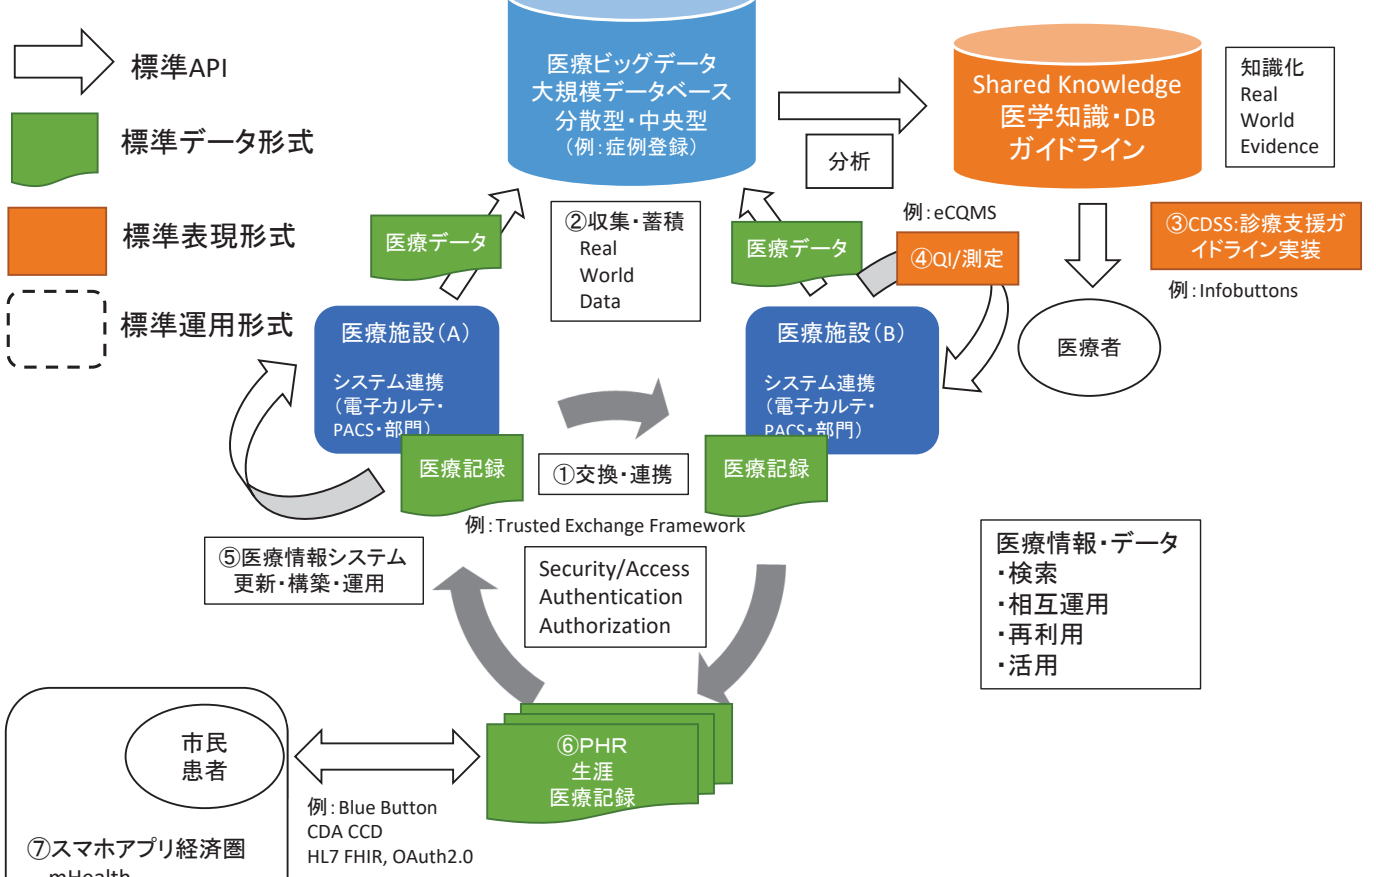 標準API
標準データ形式
標準表現形式
標準運用形式
医療ビッグデータ
大規模データベース
分散型・中央型
(例：症例登録)
分析
Shared Knowledge
医学知識・DB
ガイドライン
知識化
Real
World
Evidence
医療データ
②収集・蓄積
Real
World
Data
医療データ
例：eCQMS
④QI/測定
③CDSS:診療支援ガ
イドライン実装
例：Infobuttons
医療者
医療施設(A)
システム連携
(電子カルテ・
PACS・部門)
医療記録
医療施設(B)
システム連携
(電子カルテ・
PACS・部門)
医療記録
①交換・連携
例：Trusted Exchange Framework
⑤医療情報システム
更新・構築・運用
Security/Access
Authentication
Authorization
医療情報・データ
・検索
・相互運用
・再利用
・活用
市民
患者
⑥PHR
生涯
医療記録
例：Blue Button
CDA CCD
HL7 FHIR, OAuth2.0
⑦スマホアプリ経済圏
mHealth